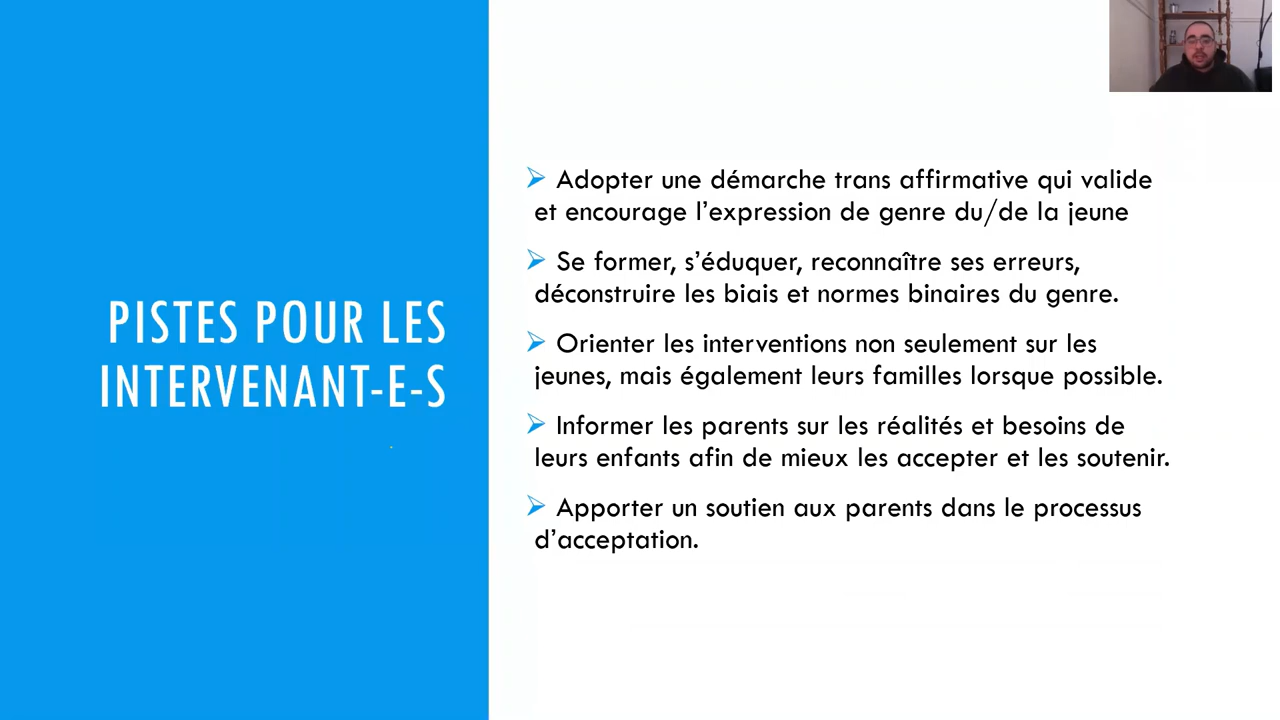 PISTES POUR LES
INTERVENANT-E-S
Adopter une démarche trans affirmative qui valide
et encourage l’expression de genre du/de la jeune
Se former, s’éduquer, reconnaître ses erreurs,
déconstruire les biais et normes binaires du genre.
Orienter les interventions non seulement sur les
jeunes, mais également leurs familles lorsque possible.
Informer les parents sur les réalités et besoins de
leurs enfants afin de mieux les accepter et les soutenir.
Apporter un soutien aux parents dans le processus
d’acceptation.